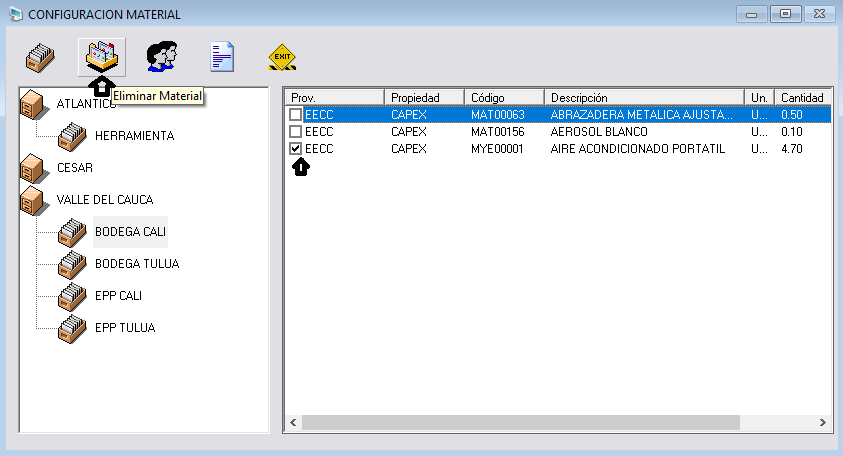 CONFIGURACION MATERIAL
EXIT
Eliminar Material
ATLANTICO
HERRAMIENTA
CESAR
VALLE DEL CAUCA
BODEGA CALI
BODEGA TULUA
EPP CALI
EPP TULUA
Prov. Propiedad Código Descripción Un. Cantidad
EECC CAPEX MAT00063 ABRAZADERA METALICA AJUSTA... U... 0.50
EECC CAPEX MAT00156 AEROSOL BLANCO U... 0.10
EECC CAPEX MYE00001 AIRE ACONDICIONADO PORTATIL U... 4.70